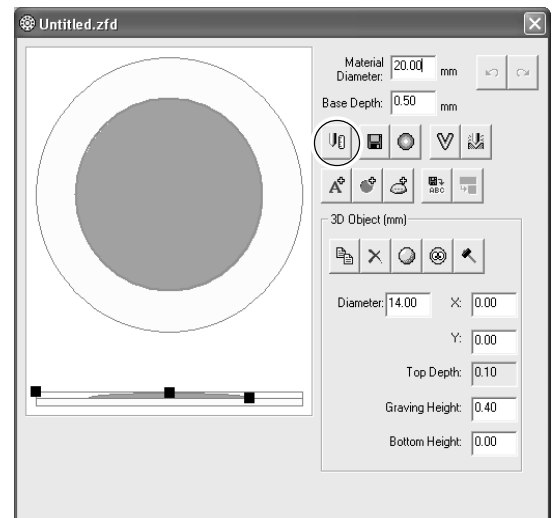 Untitled.zfd
Material Diameter: 20.00 mm
Base Depth: 0.50 mm
A
ABC
3D Object (mm)
Diameter: 14.00 X: 0.00
Y: 0.00
Top Depth: 0.10
Graving Height: 0.40
Bottom Height: 0.00